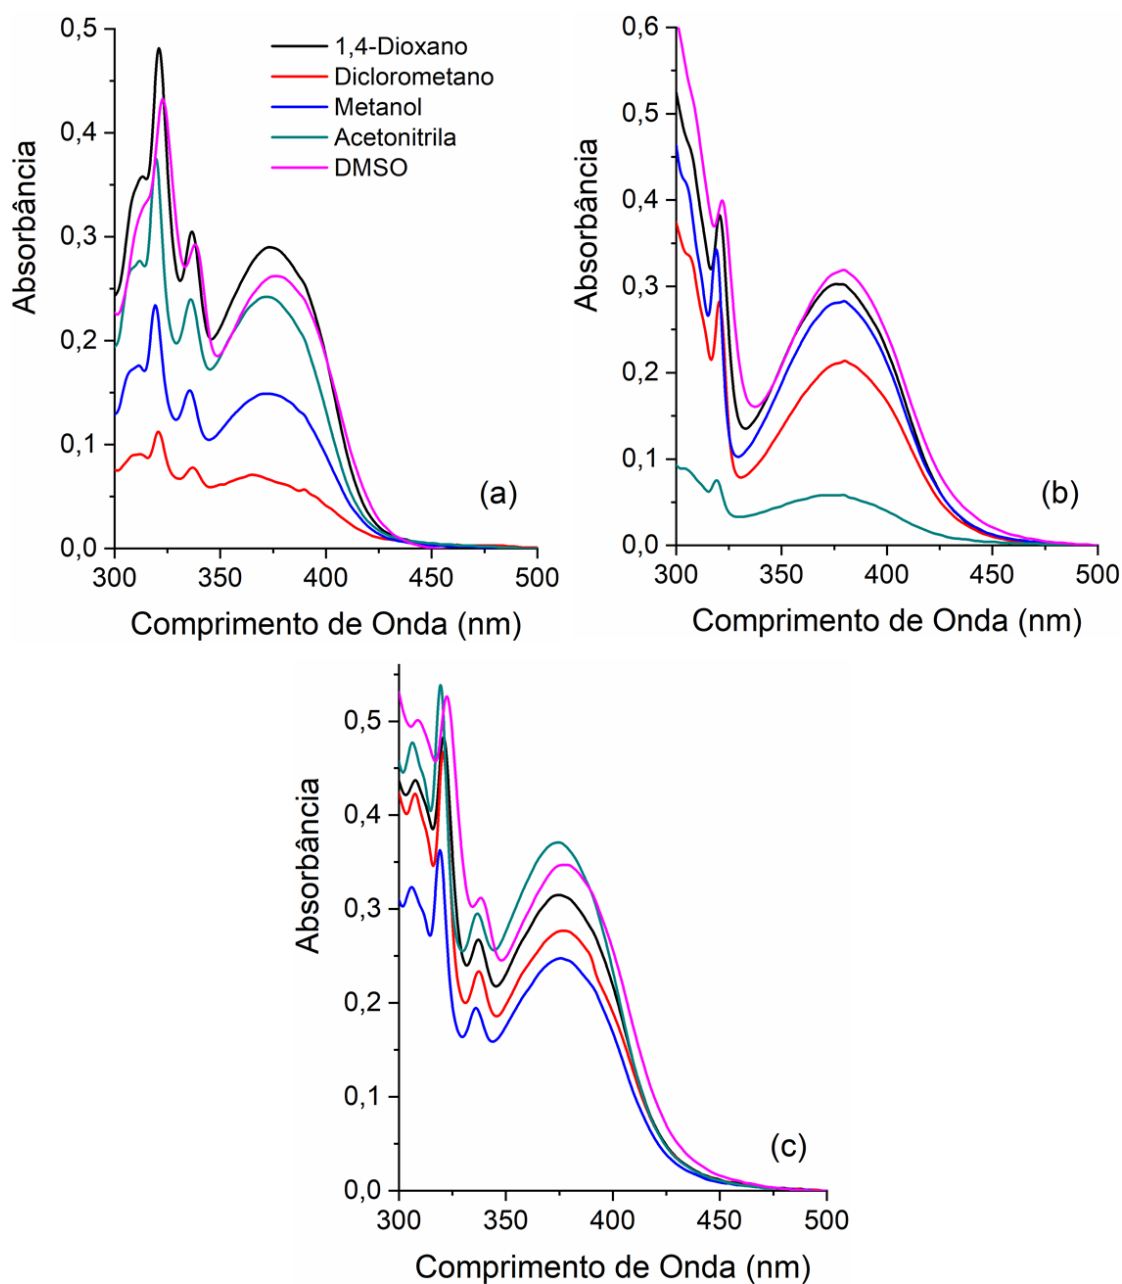 0,5
0,4
0,3
0,2
0,1
0,0
Absorbância
1,4-Dioxano
Diclorometano
Metanol
Acetonitrila
DMSO
(a)
300 350 400 450 500
Comprimento de Onda (nm)
0,6
0,5
0,4
0,3
0,2
0,1
0,0
Absorbância
(b)
300 350 400 450 500
Comprimento de Onda (nm)
0,5
0,4
0,3
0,2
0,1
0,0
Absorbância
(c)
300 350 400 450 500
Comprimento de Onda (nm)